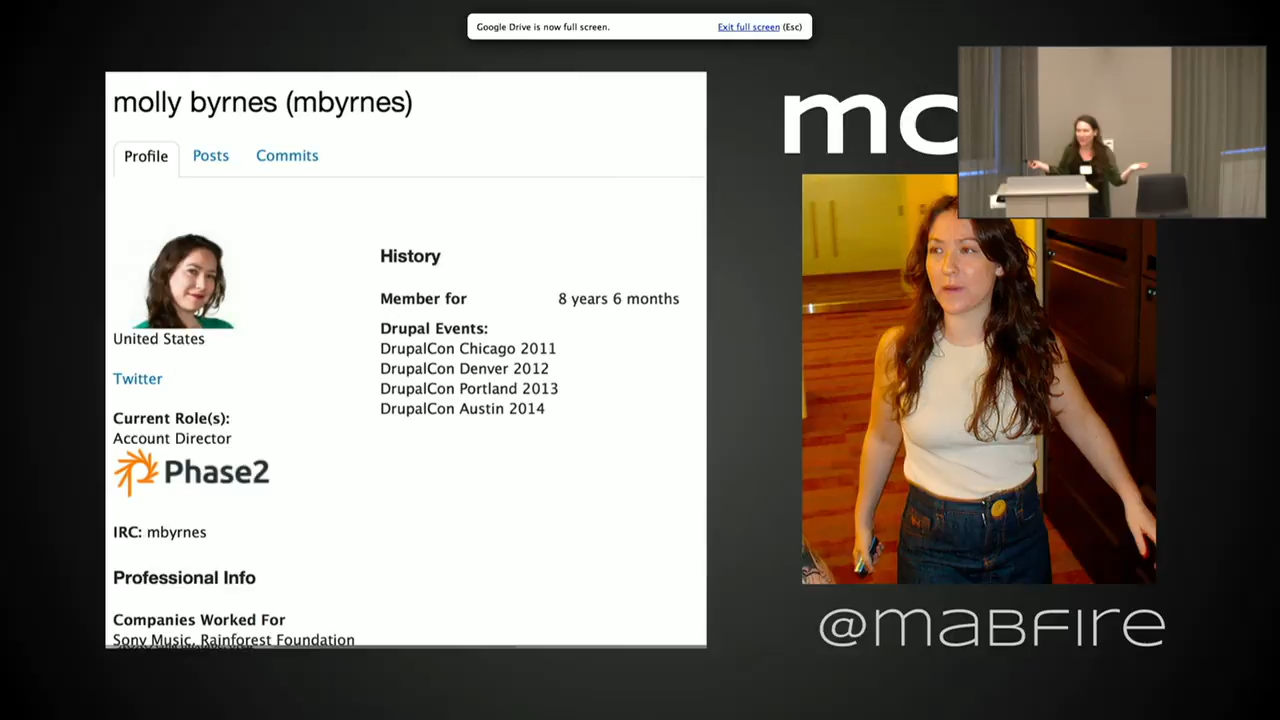 Google Drive is now full screen. Exit full screen (Esc)
molly byrnes (mbyrnes)
Profile Posts Commits
United States
Twitter
Current Role(s):
Account Director
Phase2
IRC: mbyrnes
Professional Info
Companies Worked For
Sony Music, Rainforest Foundation
History
Member for 8 years 6 months
Drupal Events:
DrupalCon Chicago 2011
DrupalCon Denver 2012
DrupalCon Portland 2013
DrupalCon Austin 2014
mo
@mabfire